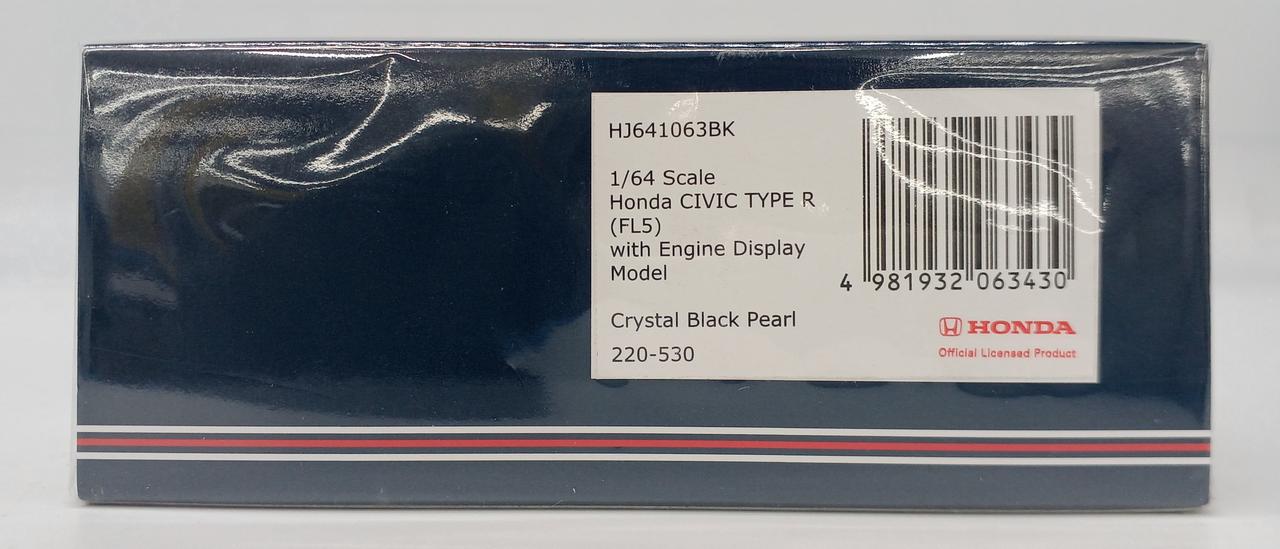 HJ641063BK
1/64 Scale
Honda CIVIC TYPE R
(FL5)
with Engine Display
Model
Crystal Black Pearl
220-530
4 981932 063430
HONDA
Official Licensed Product